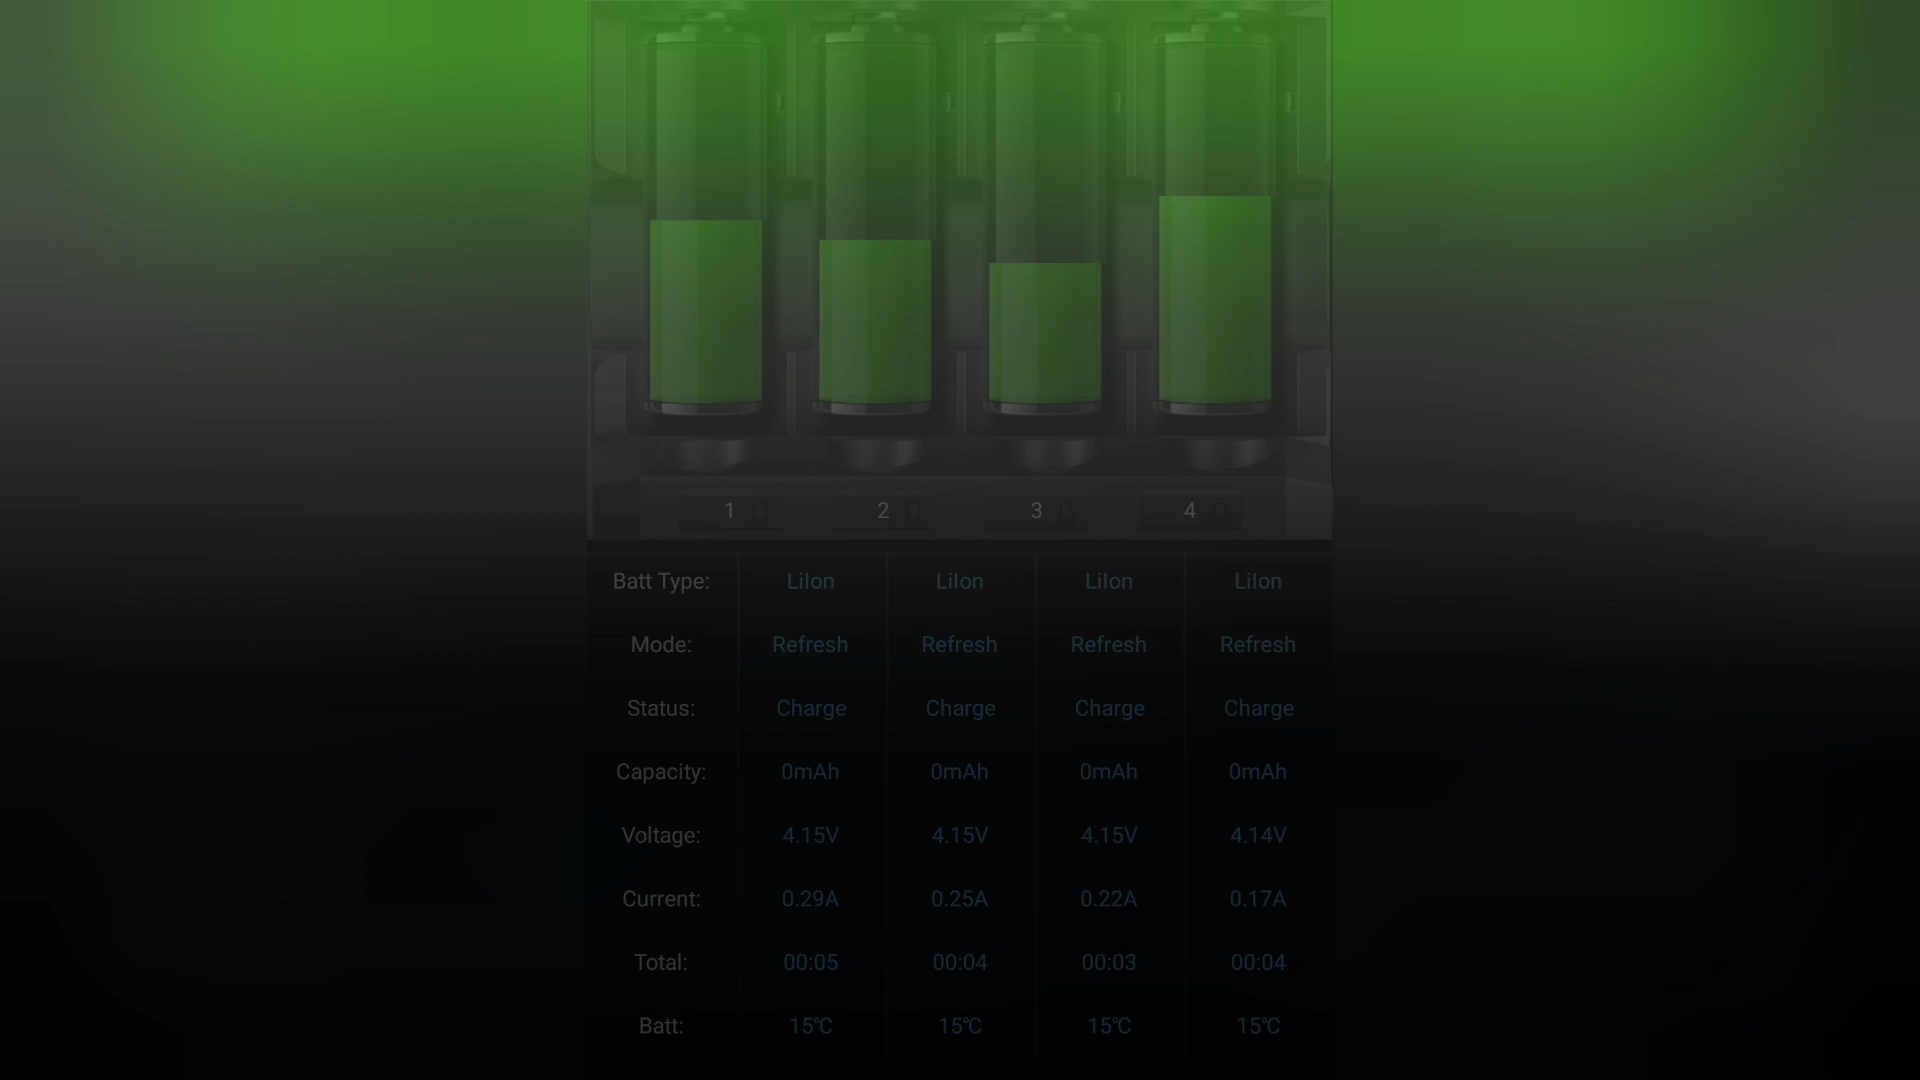 1 2 3 4
Batt Type: LiIon LiIon LiIon LiIon
Mode: Refresh Refresh Refresh Refresh
Status: Charge Charge Charge Charge
Capacity: 0mAh 0mAh 0mAh 0mAh
Voltage: 4.15V 4.15V 4.15V 4.14V
Current: 0.29A 0.25A 0.22A 0.17A
Total: 00:05 00:04 00:03 00:04
Batt: 15℃ 15℃ 15℃ 15℃